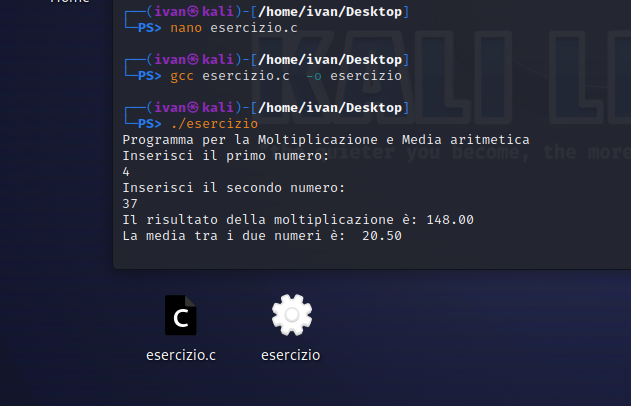 Home
┌──(ivan㉿kali)-[/home/ivan/Desktop]
└─PS> nano esercizio.c
┌──(ivan㉿kali)-[/home/ivan/Desktop]
└─PS> gcc esercizio.c -o esercizio
┌──(ivan㉿kali)-[/home/ivan/Desktop]
└─PS> ./esercizio
Programma per la Moltiplicazione e Media aritmetica
Inserisci il primo numero:
4
Inserisci il secondo numero:
37
Il risultato della moltiplicazione è: 148.00
La media tra i due numeri è:  20.50
KALI LI
quieter you become, the more
C
esercizio.c
esercizio